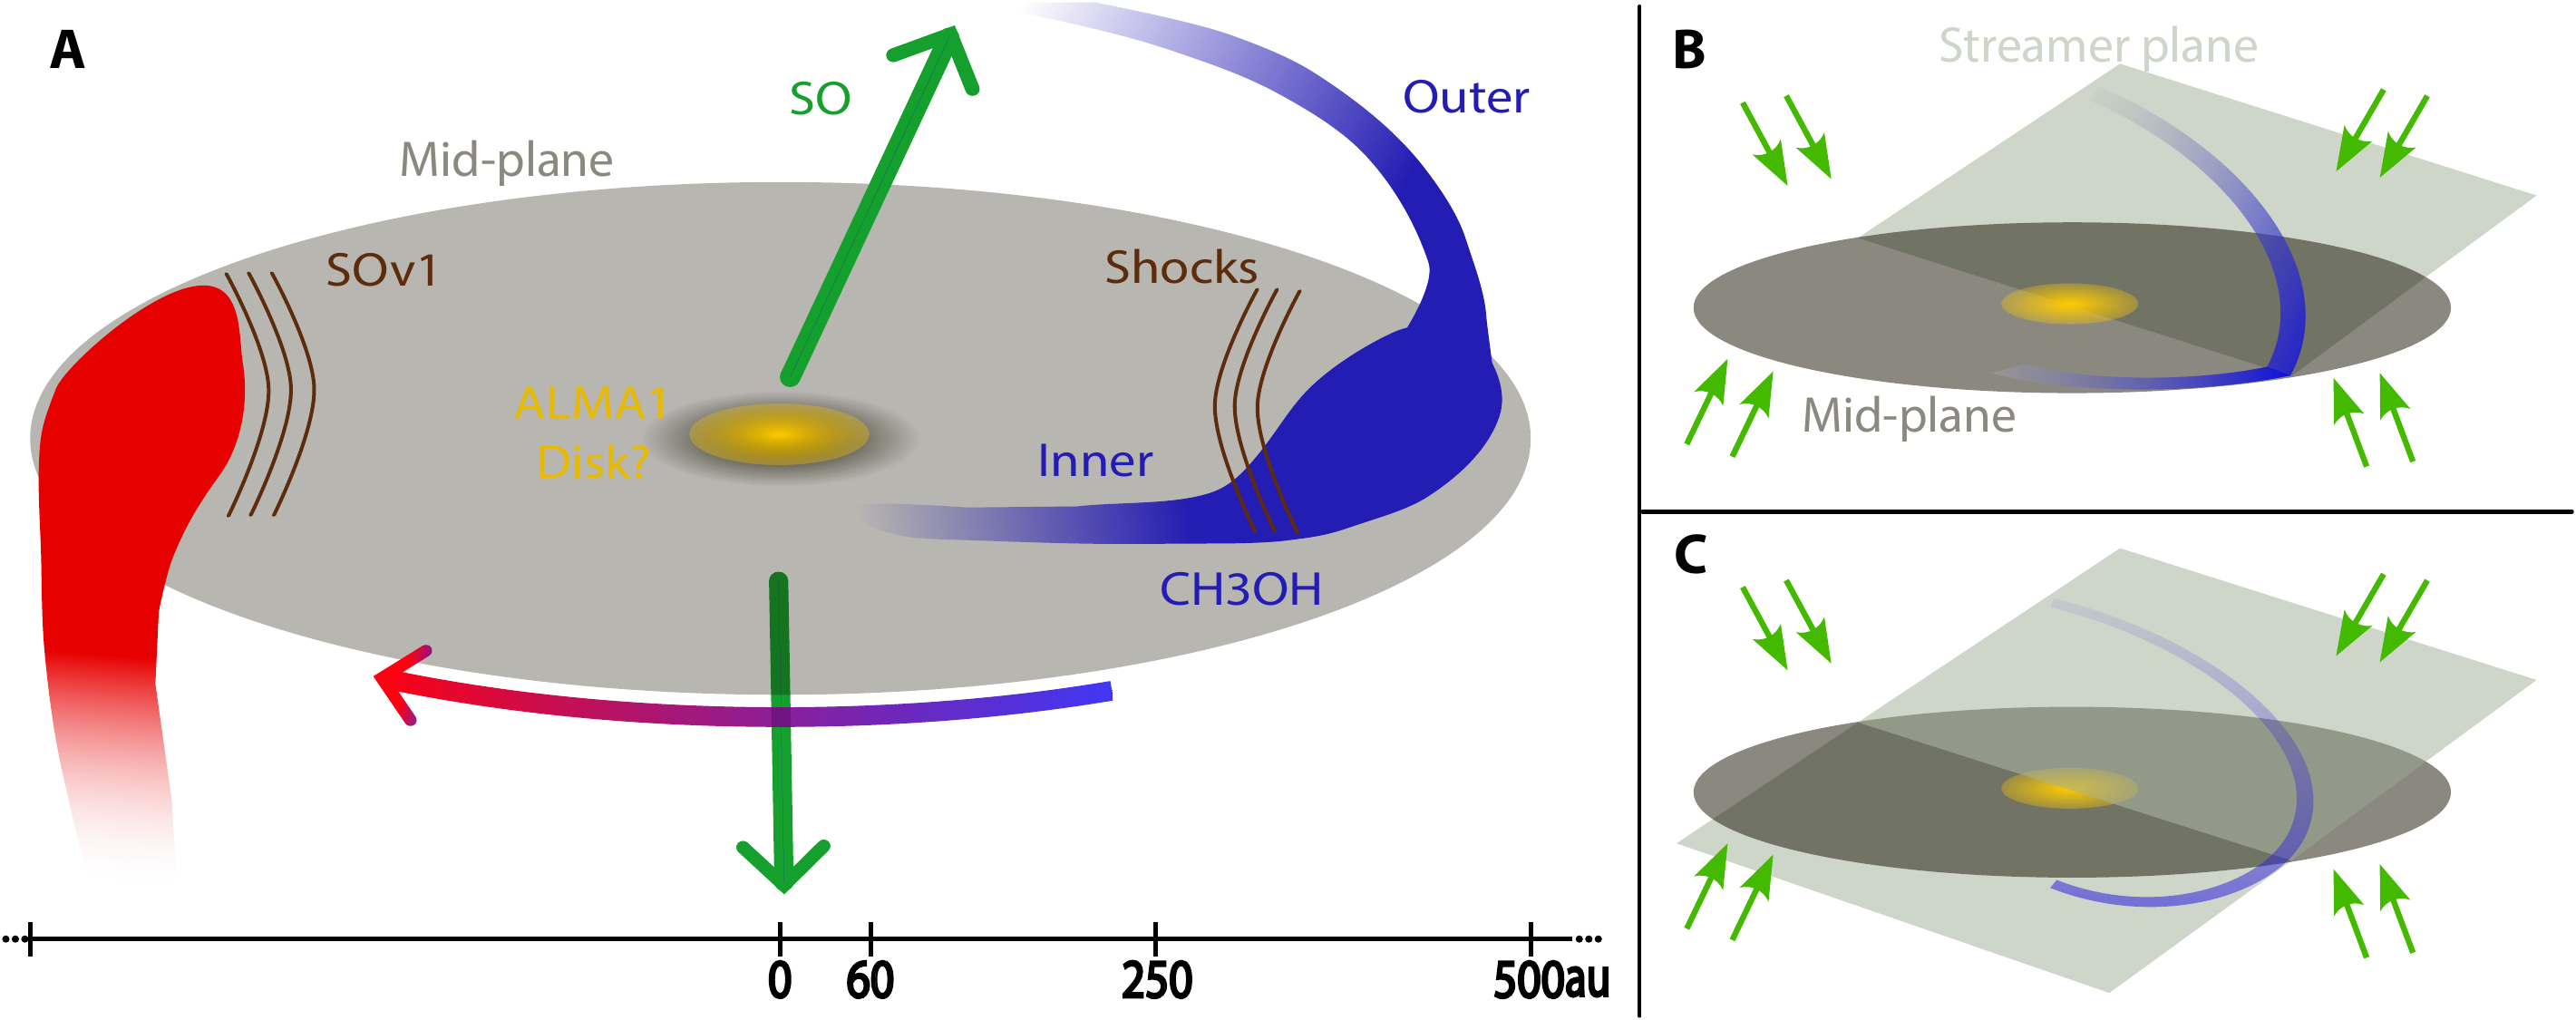 A
SO
Outer
Mid-plane
SOv1
Shocks
ALMA1
Disk?
Inner
CH3OH
0 60 250 500au
B
Streamer plane
Mid-plane
C